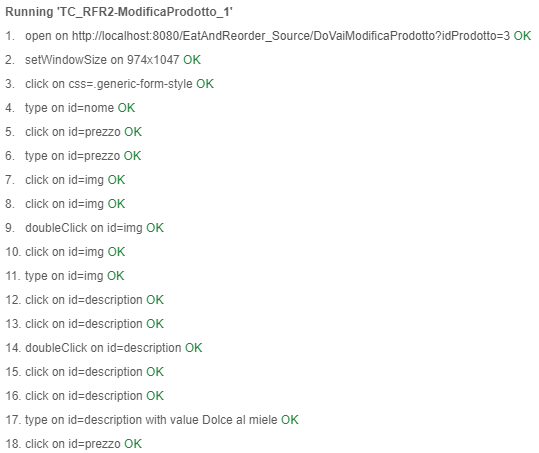 Running 'TC_RFR2-ModificaProdotto_1'
1. open on http://localhost:8080/EatAndReorder_Source/DoVaiModificaProdotto?idProdotto=3 OK
2. setWindowSize on 974x1047 OK
3. click on css=.generic-form-style OK
4. type on id=nome OK
5. click on id=prezzo OK
6. type on id=prezzo OK
7. click on id=img OK
8. click on id=img OK
9. doubleClick on id=img OK
10. click on id=img OK
11. type on id=img OK
12. click on id=description OK
13. click on id=description OK
14. doubleClick on id=description OK
15. click on id=description OK
16. click on id=description OK
17. type on id=description with value Dolce al miele OK
18. click on id=prezzo OK